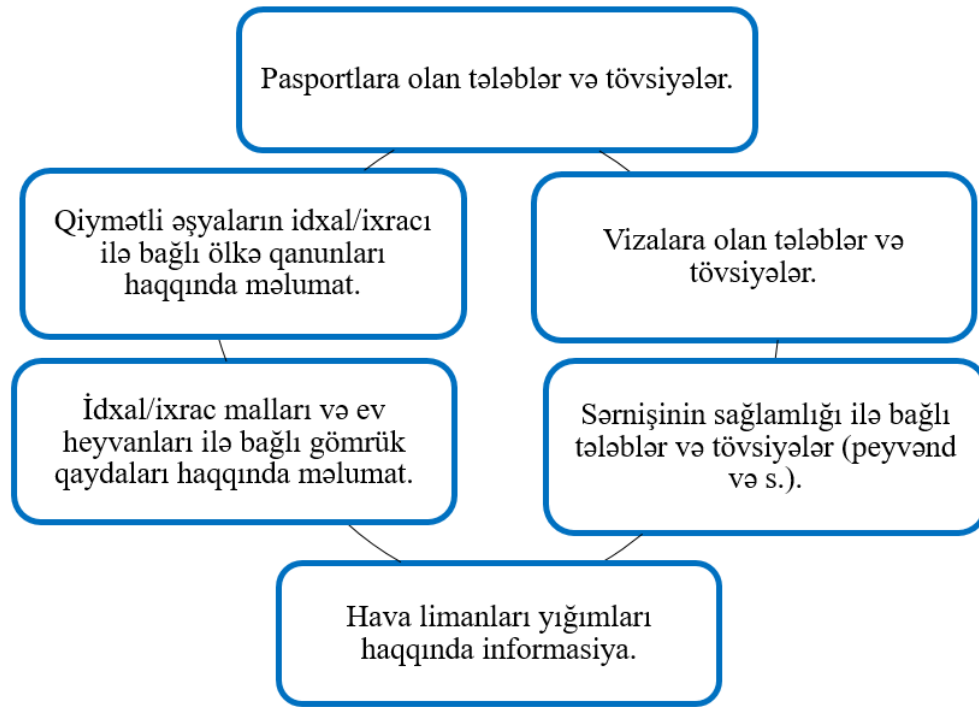 Pasportlara olan tələblər və tövsiyələr.
Qiymətli əşyaların idxal/ixracı
ilə bağlı ölkə qanunları
haqqında məlumat.
Vizalara olan tələblər və
tövsiyələr.
İdxal/ixrac malları və ev
heyvanları ilə bağlı gömrük
qaydaları haqqında məlumat.
Sərnişinin sağlamlığı ilə bağlı
tələblər və tövsiyələr (peyvənd
və s.).
Hava limanları yığımları
haqqında informasiya.